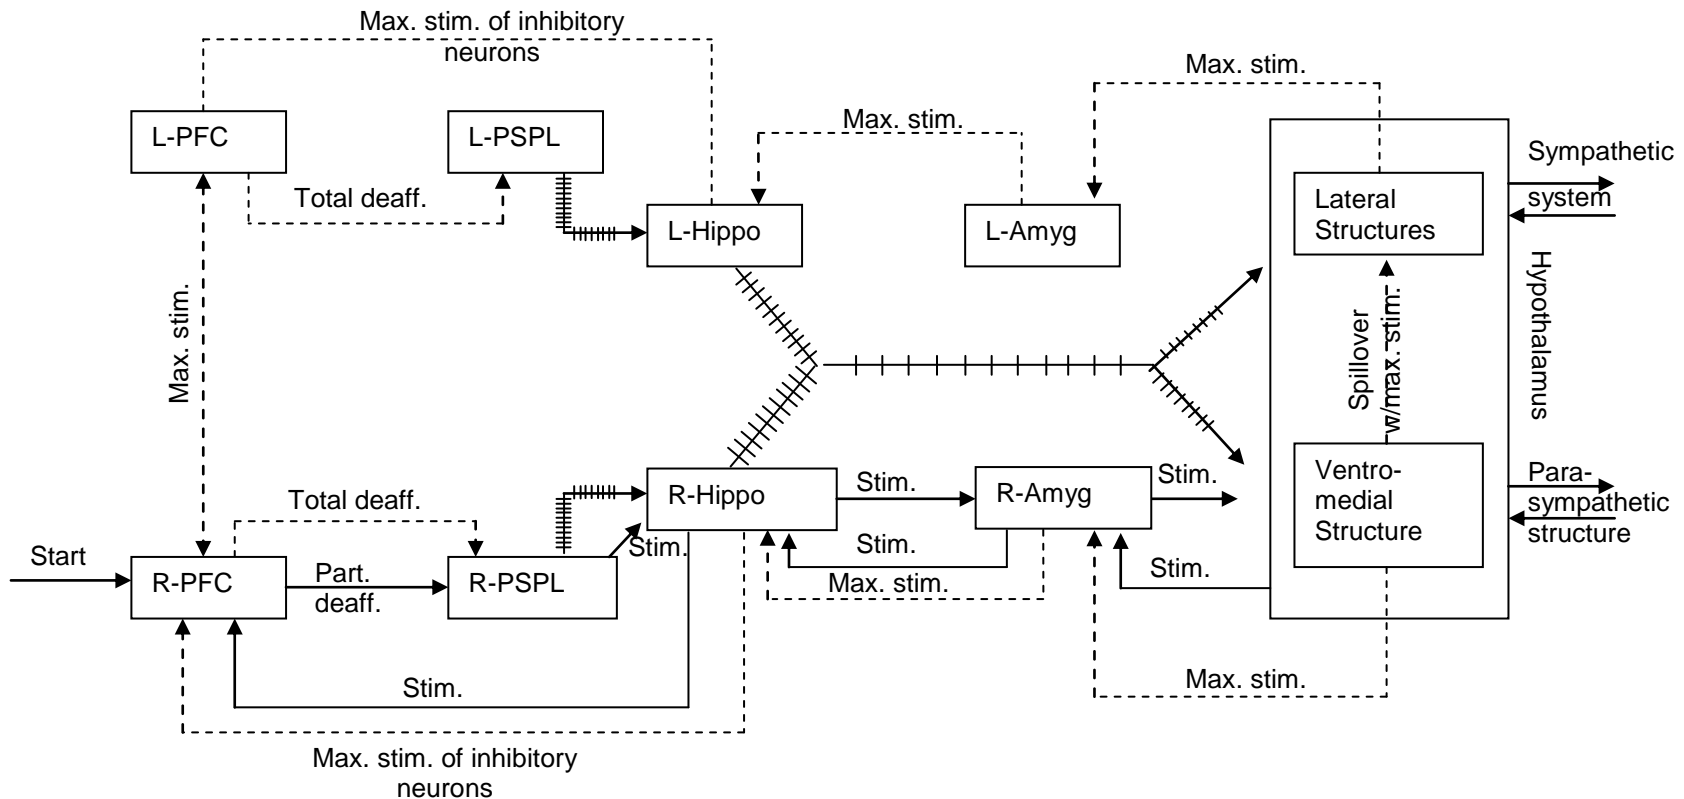 Max. stim. of inhibitory
neurons
Max. stim.
L-PFC
L-PSPL
Max. stim.
Sympathetic
system
Total deaff.
L-Hippo
L-Amyg
Lateral
Structures
Max. stim.
Spillover
w/max. stim.
Hypothalamus
Total deaff.
R-Hippo
Stim.
R-Amyg
Stim.
Ventro-
medial
Structure
Para-
sympathetic
structure
Start
R-PFC
Part.
deaff.
R-PSPL
Stim.
Stim.
Max. stim.
Stim.
Stim.
Max. stim.
Max. stim. of inhibitory
neurons